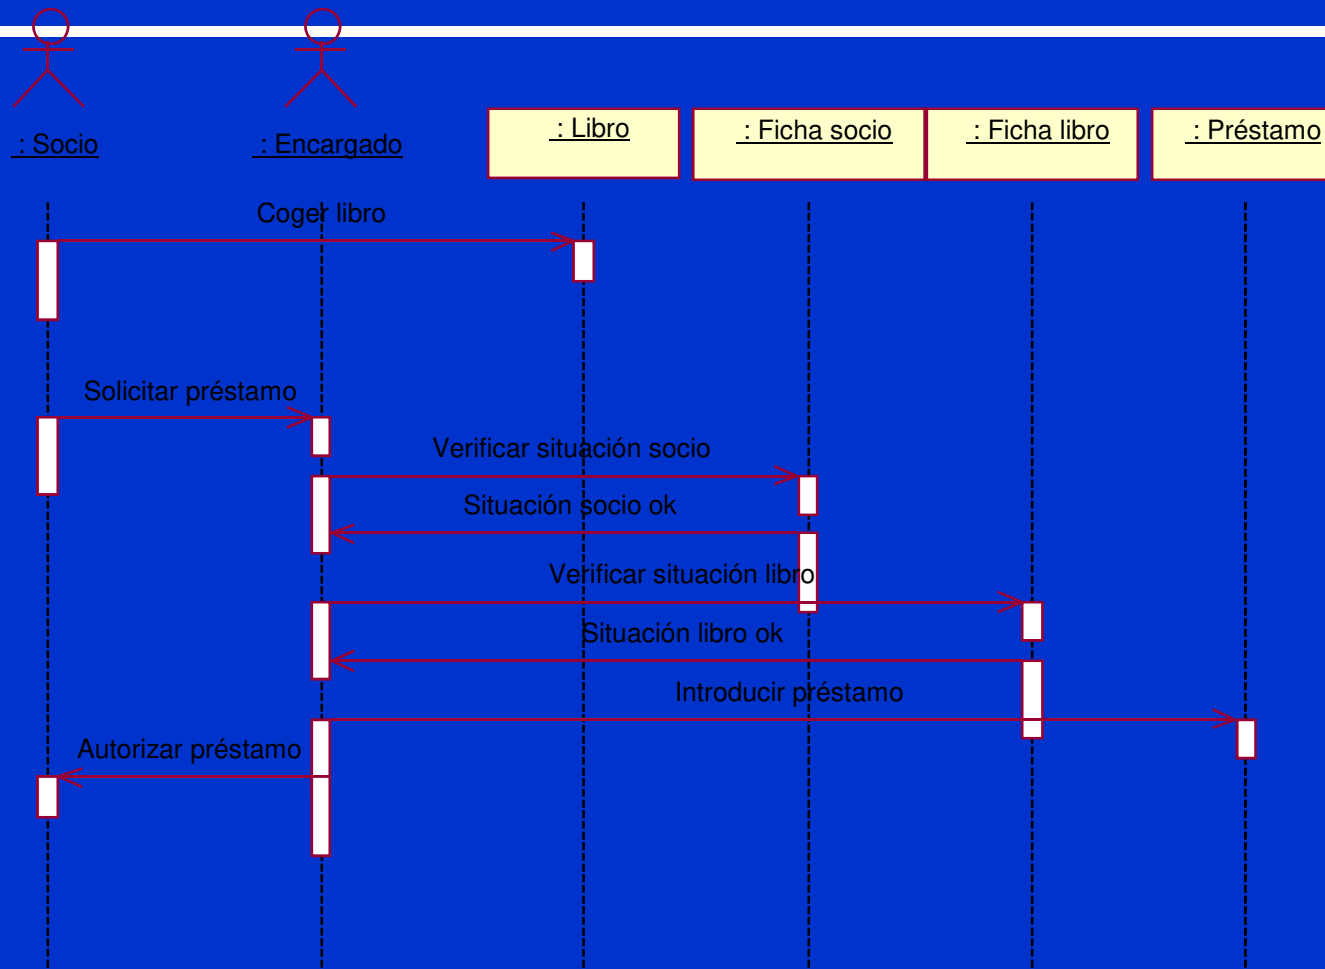 : Socio
: Encargado
: Libro
: Ficha socio
: Ficha libro
: Préstamo
Coger libro
Solicitar préstamo
Verificar situación socio
Situación socio ok
Verificar situación libro
Situación libro ok
Introducir préstamo
Autorizar préstamo